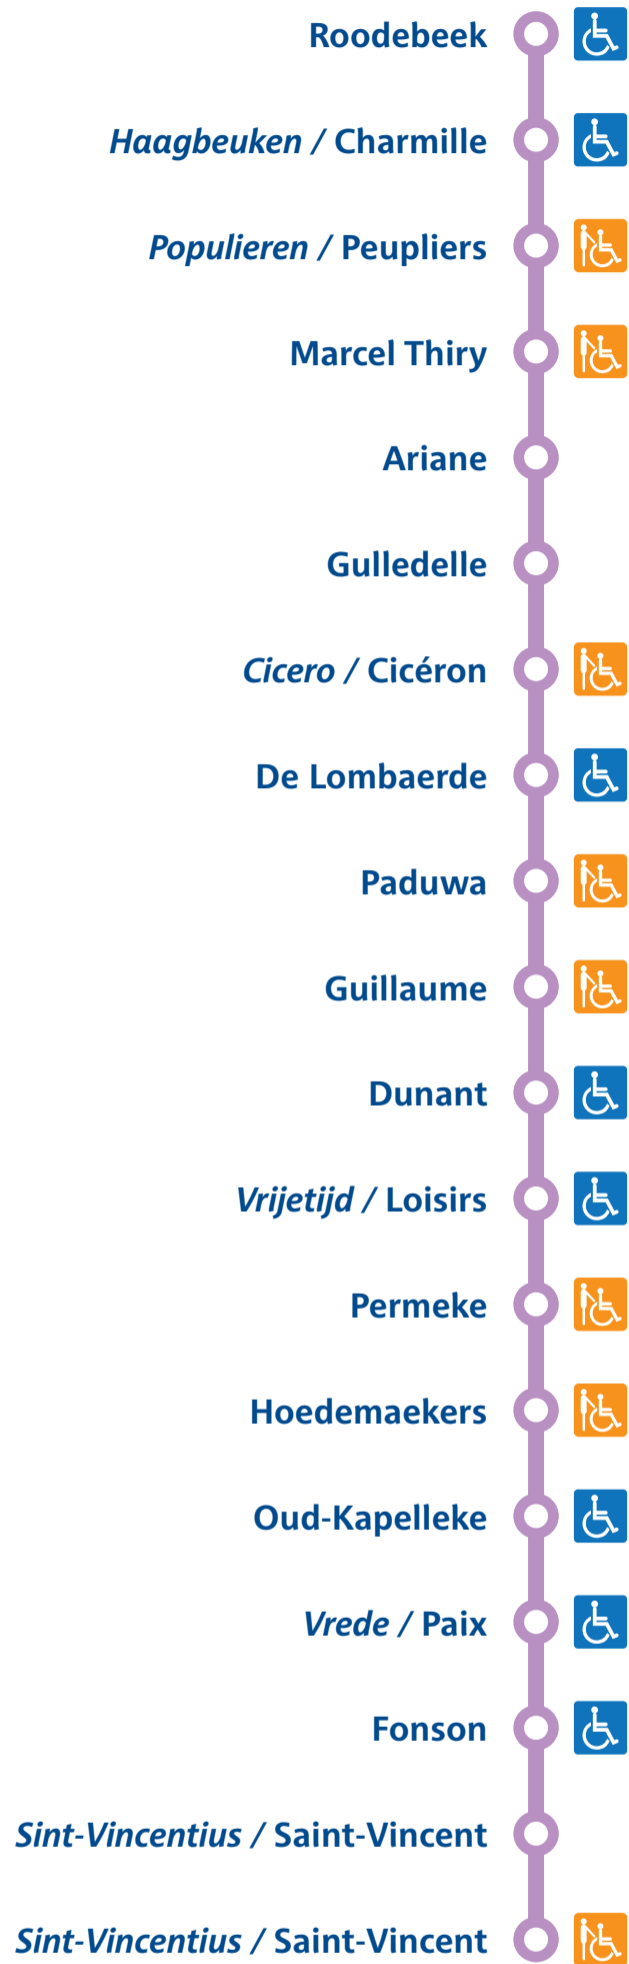 Roodebeek
Haagbeuken / Charmille
Populieren / Peupliers
Marcel Thiry
Ariane
Gulledelle
Cicero / Cicéron
De Lombaerde
Paduwa
Guillaume
Dunant
Vrijetijd / Loisirs
Permeke
Hoedemaekers
Oud-Kapelleke
Vrede / Paix
Fonson
Sint-Vincentius / Saint-Vincent
Sint-Vincentius / Saint-Vincent